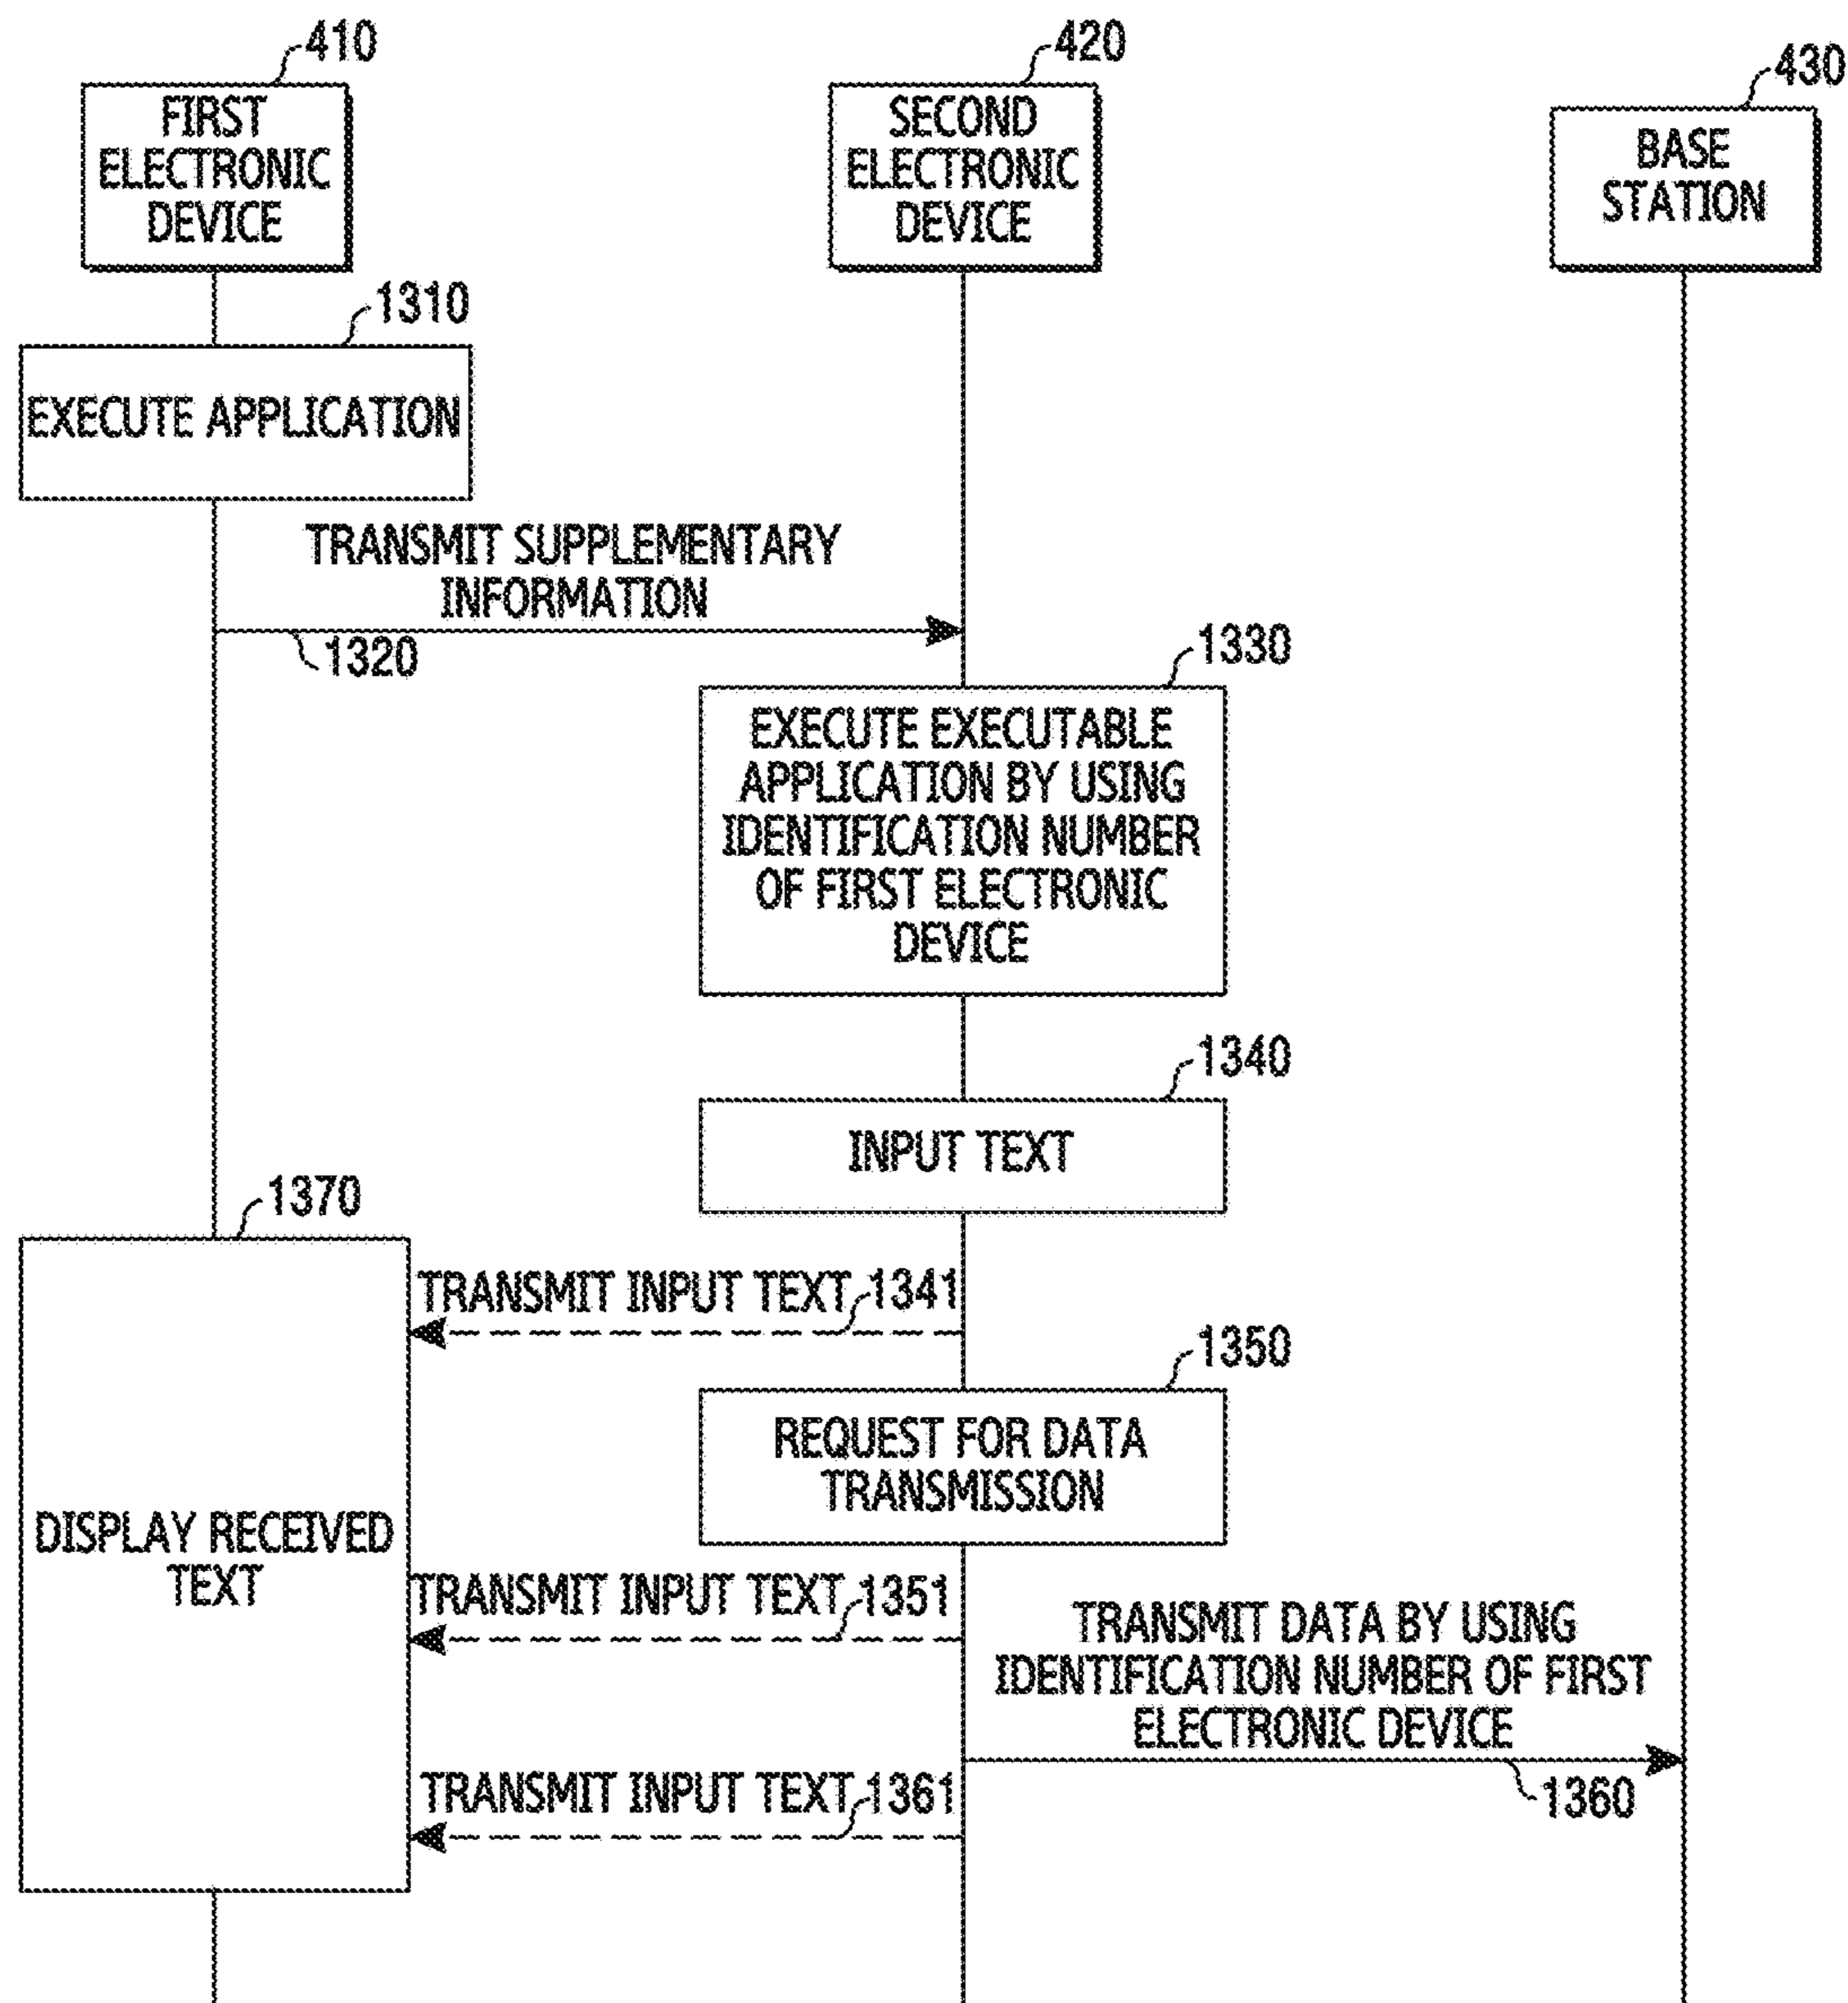 410
420
430
FIRST
ELECTRONIC
DEVICE
SECOND
ELECTRONIC
DEVICE
BASE
STATION
1310
EXECUTE APPLICATION
TRANSMIT SUPPLEMENTARY
INFORMATION
1320
1330
EXECUTE EXECUTABLE
APPLICATION BY USING
IDENTIFICATION NUMBER
OF FIRST ELECTRONIC
DEVICE
1340
INPUT TEXT
1370
TRANSMIT INPUT TEXT 1341
1350
REQUEST FOR DATA
TRANSMISSION
DISPLAY RECEIVED
TEXT
TRANSMIT INPUT TEXT 1351
TRANSMIT DATA BY USING
IDENTIFICATION NUMBER OF FIRST
ELECTRONIC DEVICE
1360
TRANSMIT INPUT TEXT 1361